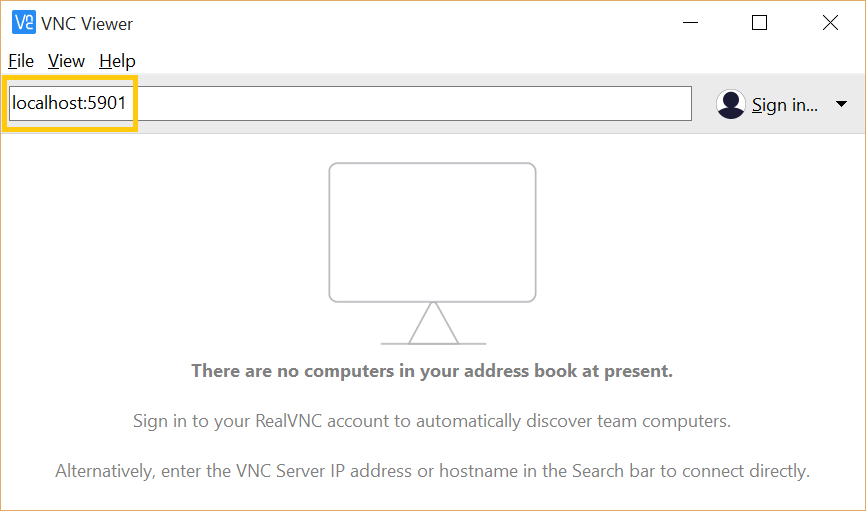 VNC Viewer
File View Help
localhost:5901
Sign in...
There are no computers in your address book at present.
Sign in to your RealVNC account to automatically discover team computers.
Alternatively, enter the VNC Server IP address or hostname in the Search bar to connect directly.